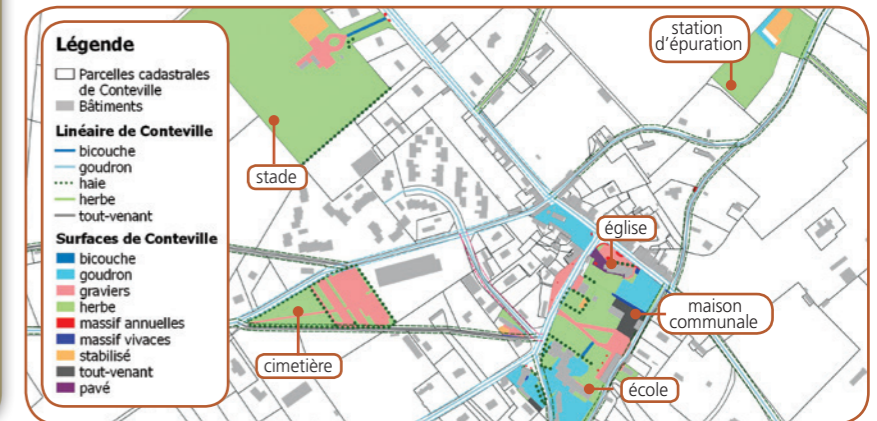 Légende
Parcelles cadastrales
de Conteville
Bâtiments
Linéaire de Conteville
bicouche
goudron
haie
herbe
tout-venant
Surfaces de Conteville
bicouche
goudron
graviers
herbe
massif annuelles
massif vivaces
stabilisé
tout-venant
pavé
station
d'épuration
stade
église
maison
communale
cimetière
école